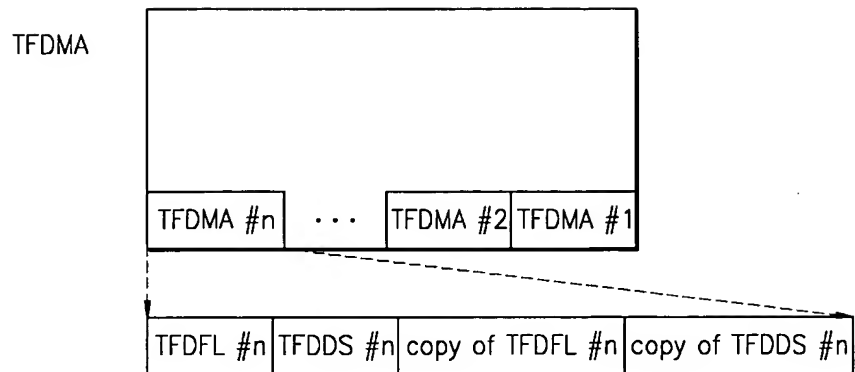 TFDMA
TFDMA #n ... TFDMA #2 TFDMA #1
TFDFL #n TFDDS #n copy of TFDFL #n copy of TFDDS #n